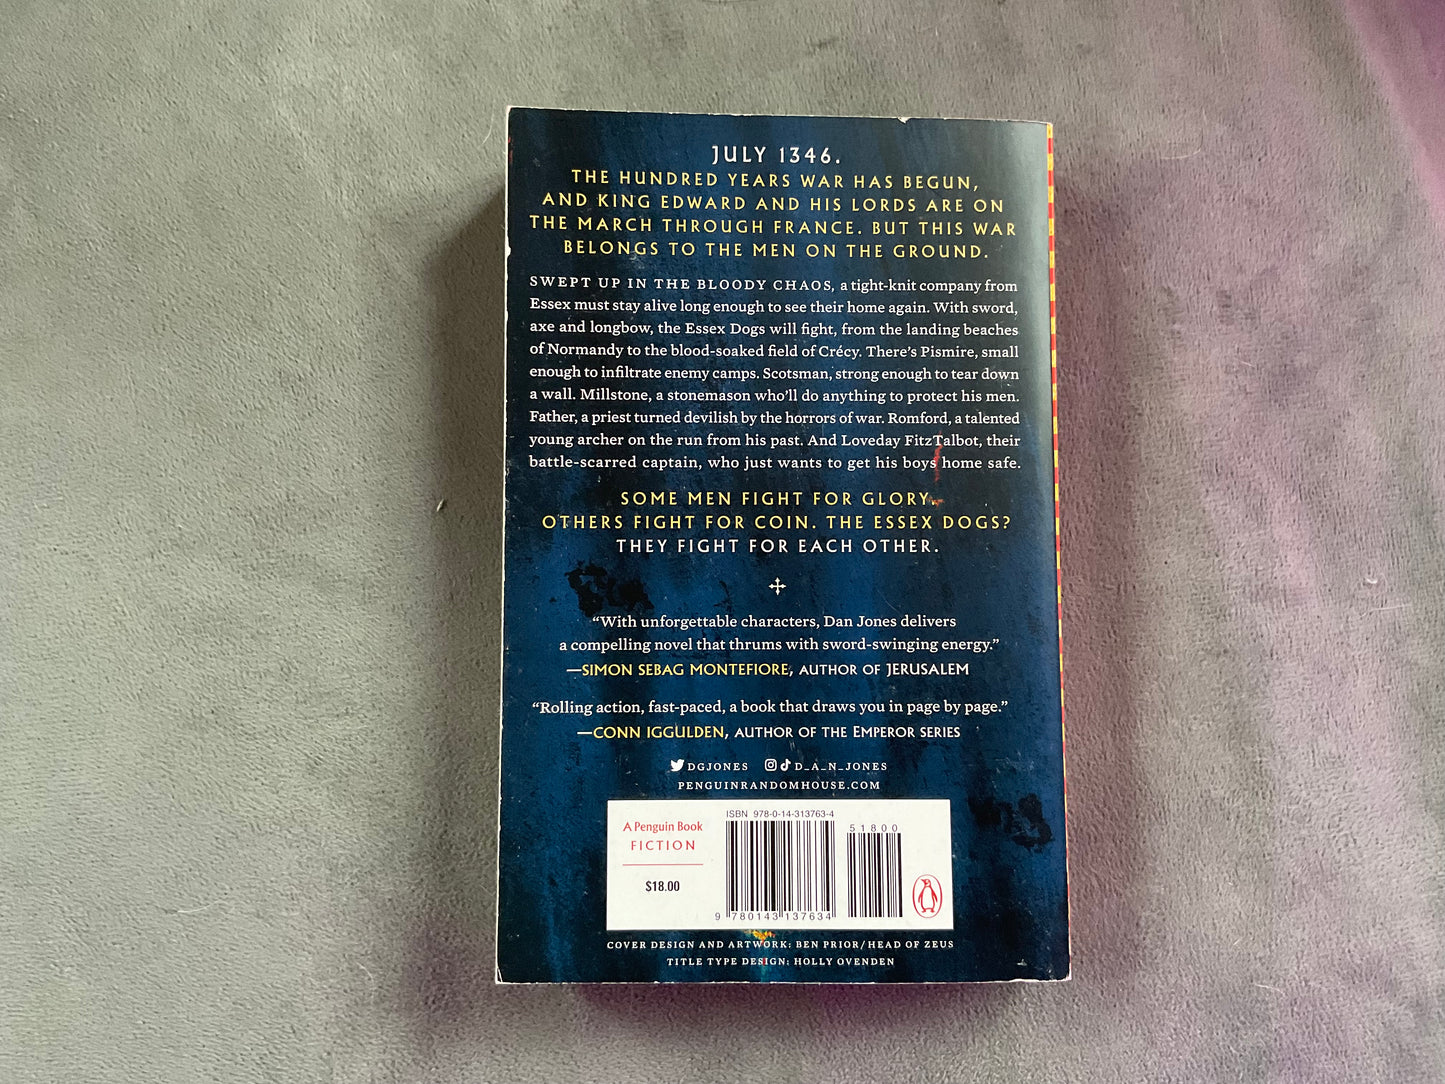 JULY 1346.
THE HUNDRED YEARS WAR HAS BEGUN,
AND KING EDWARD AND HIS LORDS ARE ON
THE MARCH THROUGH FRANCE. BUT THIS WAR
BELONGS TO THE MEN ON THE GROUND.
SWEPT UP IN THE BLOODY CHAOS, a tight-knit company from
Essex must stay alive long enough to see their home again. With sword,
axe and longbow, the Essex Dogs will fight, from the landing beaches
of Normandy to the blood-soaked field of Crécy. There's Pismire, small
enough to infiltrate enemy camps. Scotsman, strong enough to tear down
a wall. Millstone, a stonemason who'll do anything to protect his men.
Father, a priest turned devilish by the horrors of war. Romford, a talented
young archer on the run from his past. And Loveday FitzTalbot, their
battle-scarred captain, who just wants to get his boys home safe.
SOME MEN FIGHT FOR GLORY.
OTHERS FIGHT FOR COIN. THE ESSEX DOGS?
THEY FIGHT FOR EACH OTHER.
“With unforgettable characters, Dan Jones delivers
a compelling novel that thrums with sword-swinging energy.”
—SIMON SEBAG MONTEFIORE, AUTHOR OF JERUSALEM
“Rolling action, fast-paced, a book that draws you in page by page.”
—CONN IGGULDEN, AUTHOR OF THE EMPEROR SERIES
DGJONES D_A_N_JONES
PENGUINRANDOMHOUSE.COM
A Penguin Book
FICTION
$18.00
ISBN 978-0-14-313763-4
51800
9 780143 137634
COVER DESIGN AND ARTWORK: BEN PRIOR/HEAD OF ZEUS
TITLE TYPE DESIGN: HOLLY OVENDEN